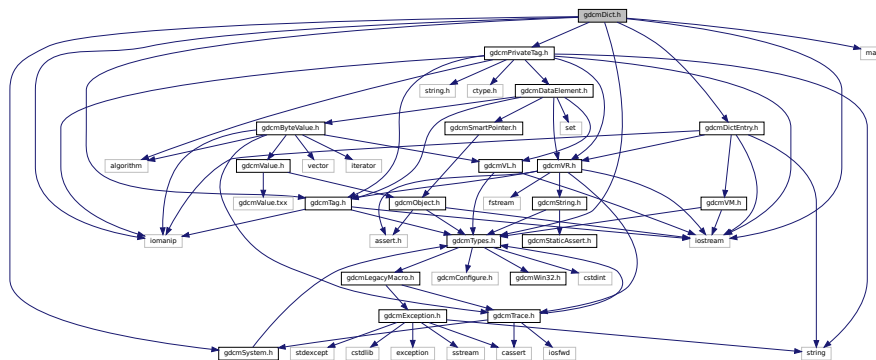 gdcmDict.h
ma
gdcmPrivateTag.h
string.h
ctype.h
gdcmDataElement.h
gdcmByteValue.h
gdcmSmartPointer.h
set
gdcmDictEntry.h
algorithm
gdcmValue.h
vector
iterator
gdcmVL.h
gdcmVR.h
gdcmValue.txx
gdcmTag.h
gdcmObject.h
fstream
gdcmString.h
gdcmVM.h
iomanip
assert.h
gdcmTypes.h
gdcmStaticAssert.h
iostream
gdcmLegacyMacro.h
gdcmConfigure.h
gdcmWin32.h
cstdint
gdcmException.h
gdcmTrace.h
gdcmSystem.h
stdexcept
cstdlib
exception
sstream
cassert
iosfwd
string